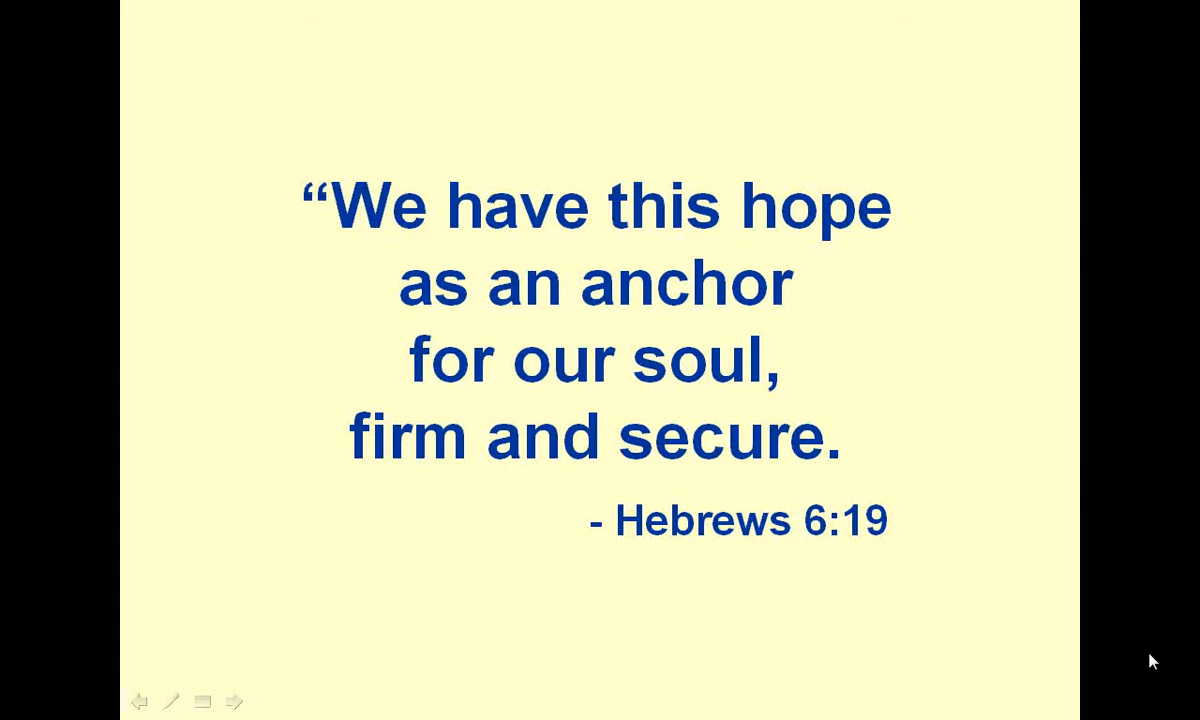 “We have this hope
as an anchor
for our soul,
firm and secure.
- Hebrews 6:19